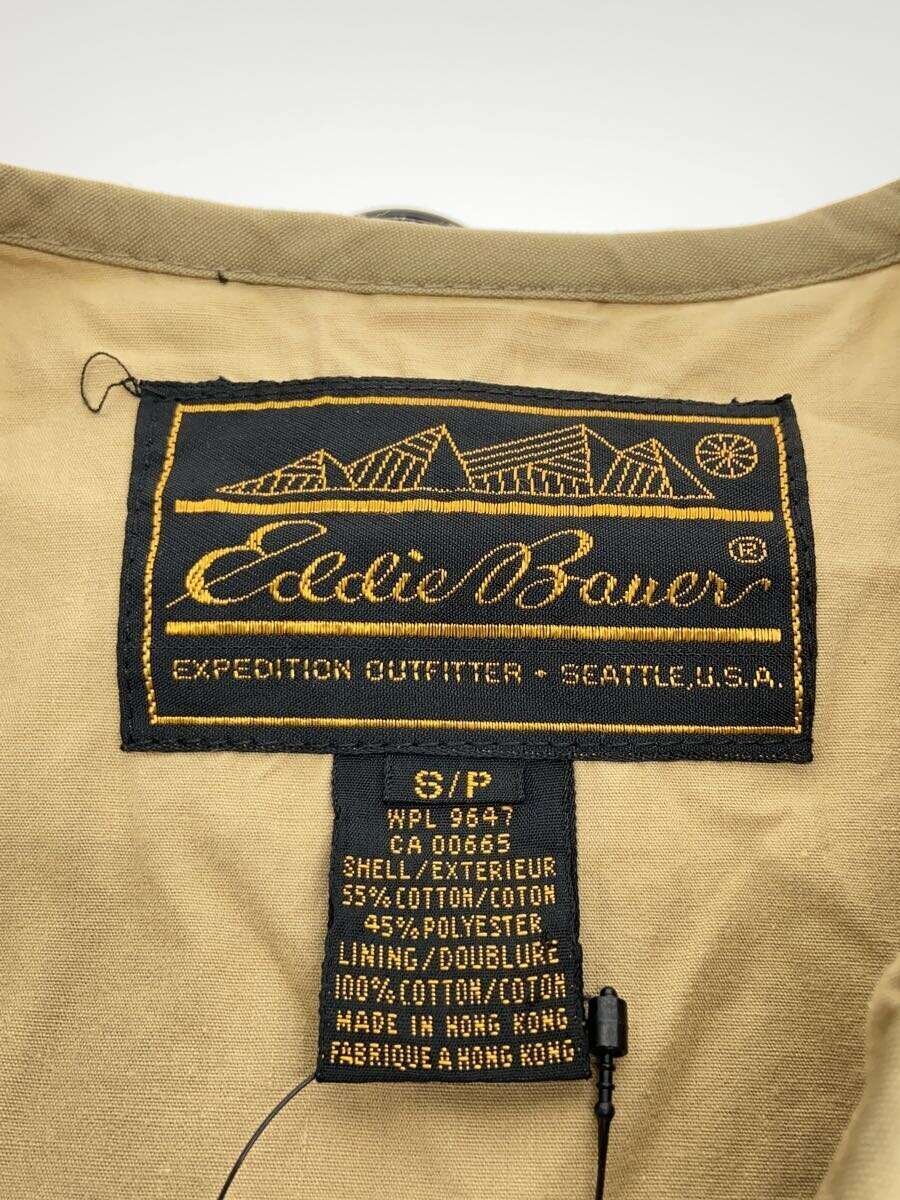 Eddie Bauer®
EXPEDITION OUTFITTER - SEATTLE, U.S.A.
S/P
WPL 9647
CA 00665
SHELL/EXTERIEUR
55% COTTON/COTON
45% POLYESTER
LINING/DOUBLURE
100% COTTON/COTON
MADE IN HONG KONG
FABRIQUE A HONG KONG